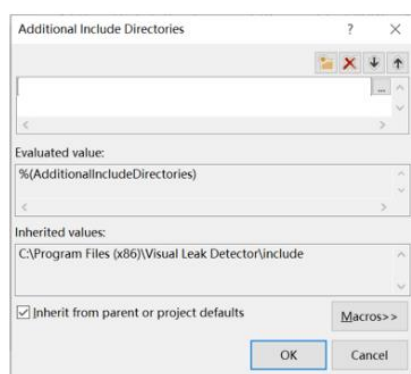 Additional Include Directories
...
Evaluated value:
%(AdditionalIncludeDirectories)
Inherited values:
C:\Program Files (x86)\Visual Leak Detector\include
Inherit from parent or project defaults
Macros>>
OK
Cancel